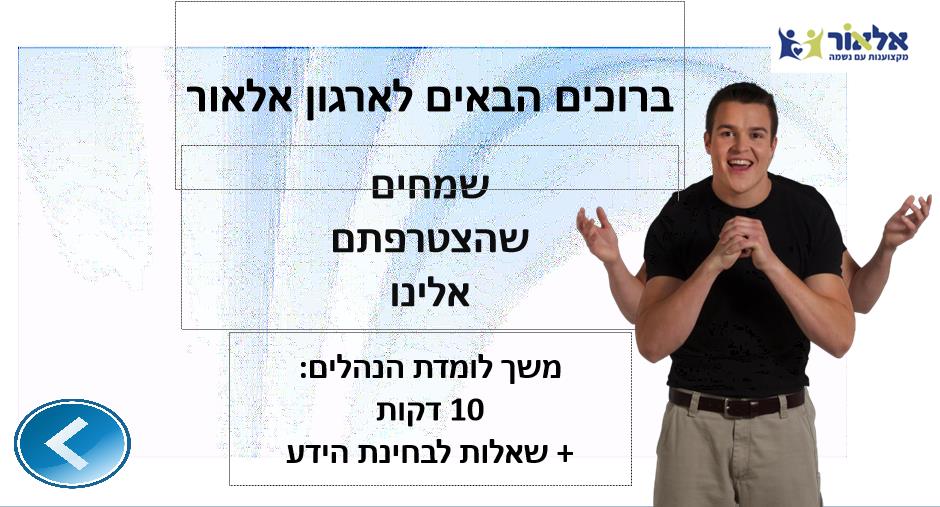 אלאור
מקצוענות עם נשמה
ברוכים הבאים לארגון אלאור
שמחים
שהצטרפתם
אלינו
משך לומדת הנהלים:
10 דקות
+ שאלות לבחינת הידע